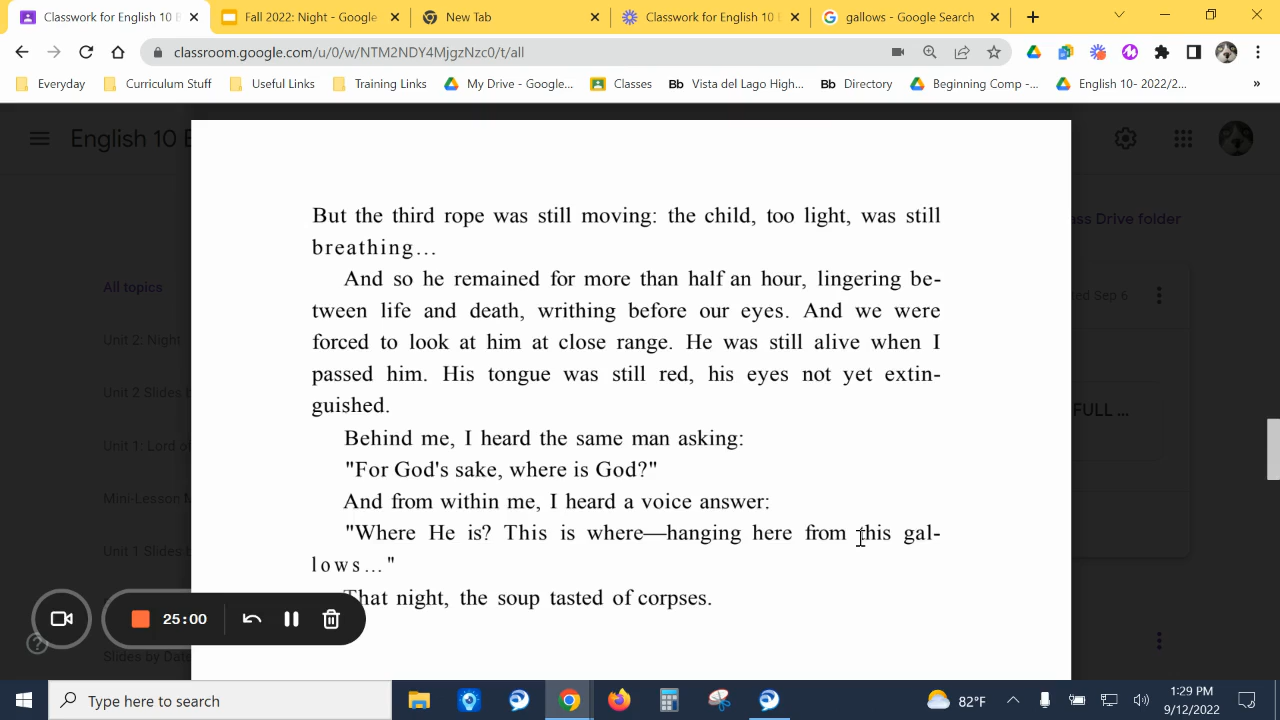 Classwork for English 10 E
Fall 2022: Night - Google
New Tab
Classwork for English 10 E
gallows - Google Search
classroom.google.com/u/0/w/NTM2NDY4MjgzNzc0/t/all
Everyday
Curriculum Stuff
Useful Links
Training Links
My Drive - Google...
Classes
Bb Vista del Lago High...
Bb Directory
Beginning Comp -...
English 10- 2022/2...
»
English 10 E
ass Drive folder
All topics
ed Sep 6
Unit 2: Night
Unit 2 Slides b
FULL ...
Unit 1: Lord o
Mini-Lesson M
Unit 1 Slides b
Slides by Date
But the third rope was still moving: the child, too light, was still
breathing...
And so he remained for more than half an hour, lingering be-
tween life and death, writhing before our eyes. And we were
forced to look at him at close range. He was still alive when I
passed him. His tongue was still red, his eyes not yet extin-
guished.
Behind me, I heard the same man asking:
"For God's sake, where is God?"
And from within me, I heard a voice answer:
"Where He is? This is where—hanging here from this gal-
lows..."
That night, the soup tasted of corpses.
25:00
?
Type here to search
82°F
1:29 PM
9/12/2022